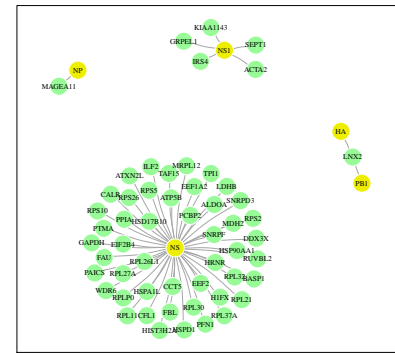 KIAA1143
GRPEL1
NS1
SEPT1
IRS4
ACTA2
NP
MAGEA11
HA
LNX2
PB1
ILF2
MRPL12
ATXN2L
TAF15
TPI1
EEF1A2
LDHB
CALR
RPS26
RPS5
ATP5B
SNRPD3
ALDOA
RPS10
PPIA
HSD17B10
PCBP2
RPS2
MDH2
PTMA
SNRPF
DDX3X
GAPDH
EIF2B4
NS
HSP90AA1
RUVBL2
FAU
RPL26L1
HRNR
PAICS
RPL27A
RPL32
BASP1
WDR6
HSPA1L
CCT5
EEF2
H1FX
RPL21
RPLP0
RPL11
CFL1
FBL
RPL30
RPL37A
PFN1
HIST3H2A
HSPD1